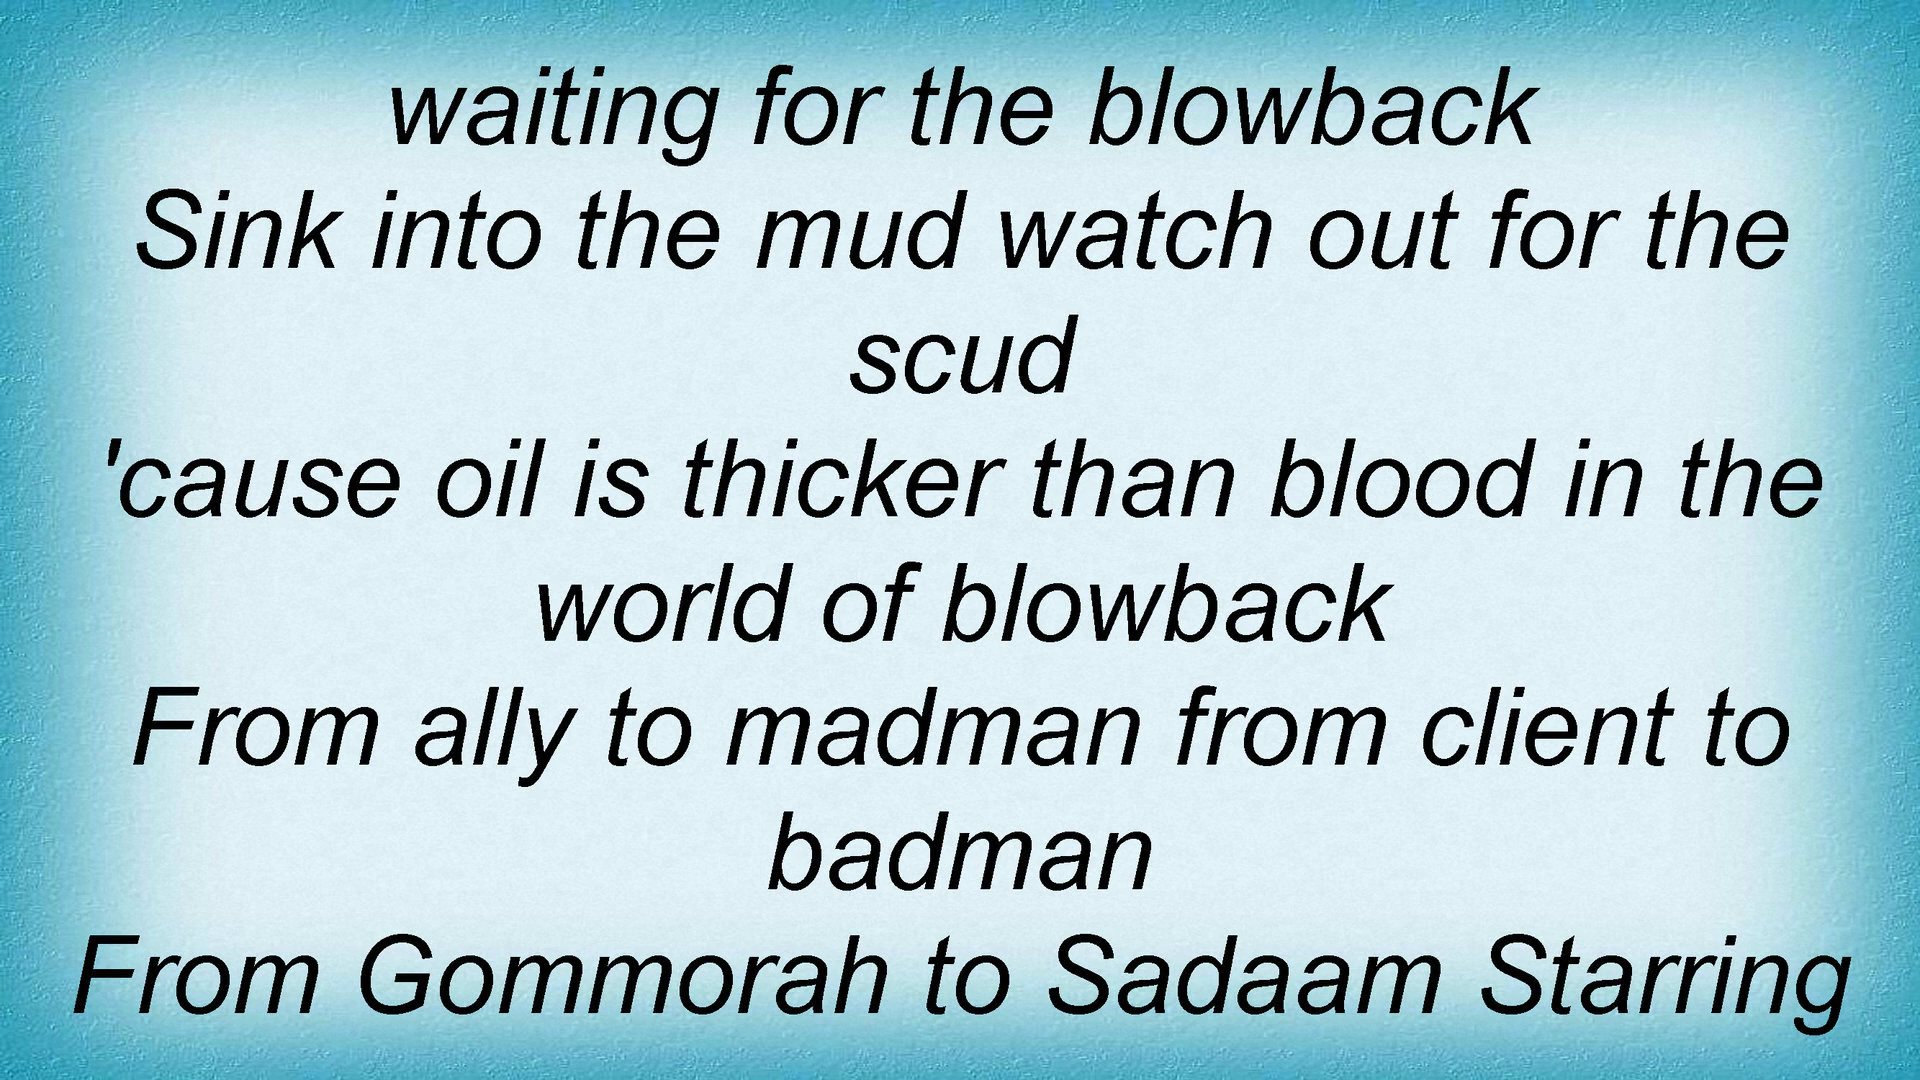 waiting for the blowback
Sink into the mud watch out for the
scud
'cause oil is thicker than blood in the
world of blowback
From ally to madman from client to
badman
From Gommorah to Sadaam Starring